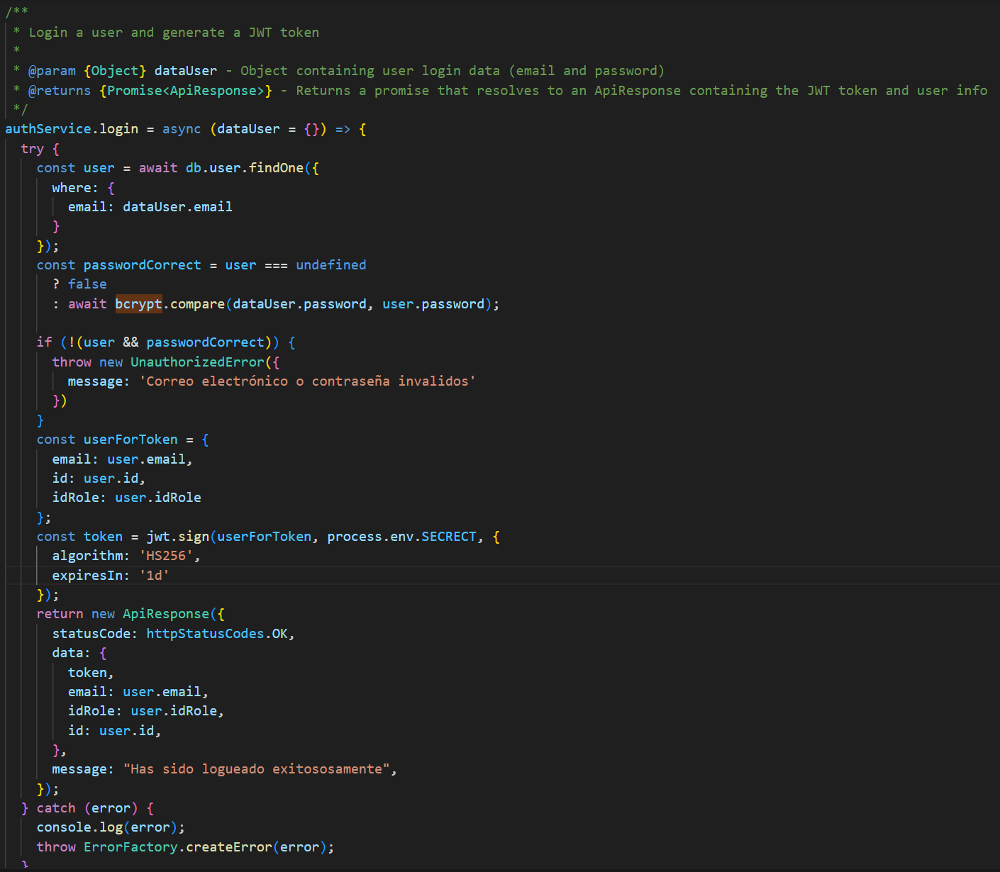 /**
 * Login a user and generate a JWT token
 *
 * @param {Object} dataUser - Object containing user login data (email and password)
 * @returns {Promise<ApiResponse>} - Returns a promise that resolves to an ApiResponse containing the JWT token and user info
 */
authService.login = async (dataUser = {}) => {
  try {
    const user = await db.user.findOne({
      where: {
        email: dataUser.email
      }
    });
    const passwordCorrect = user === undefined
      ? false
      : await bcrypt.compare(dataUser.password, user.password);

    if (!(user && passwordCorrect)) {
      throw new UnauthorizedError({
        message: 'Correo electrónico o contraseña invalidos'
      })
    }
    const userForToken = {
      email: user.email,
      id: user.id,
      idRole: user.idRole
    };
    const token = jwt.sign(userForToken, process.env.SECRECT, {
      algorithm: 'HS256',
      expiresIn: '1d'
    });
    return new ApiResponse({
      statusCode: httpStatusCodes.OK,
      data: {
        token,
        email: user.email,
        idRole: user.idRole,
        id: user.id,
      },
      message: "Has sido logueado exitososamente",
    });
  } catch (error) {
    console.log(error);
    throw ErrorFactory.createError(error);
  }